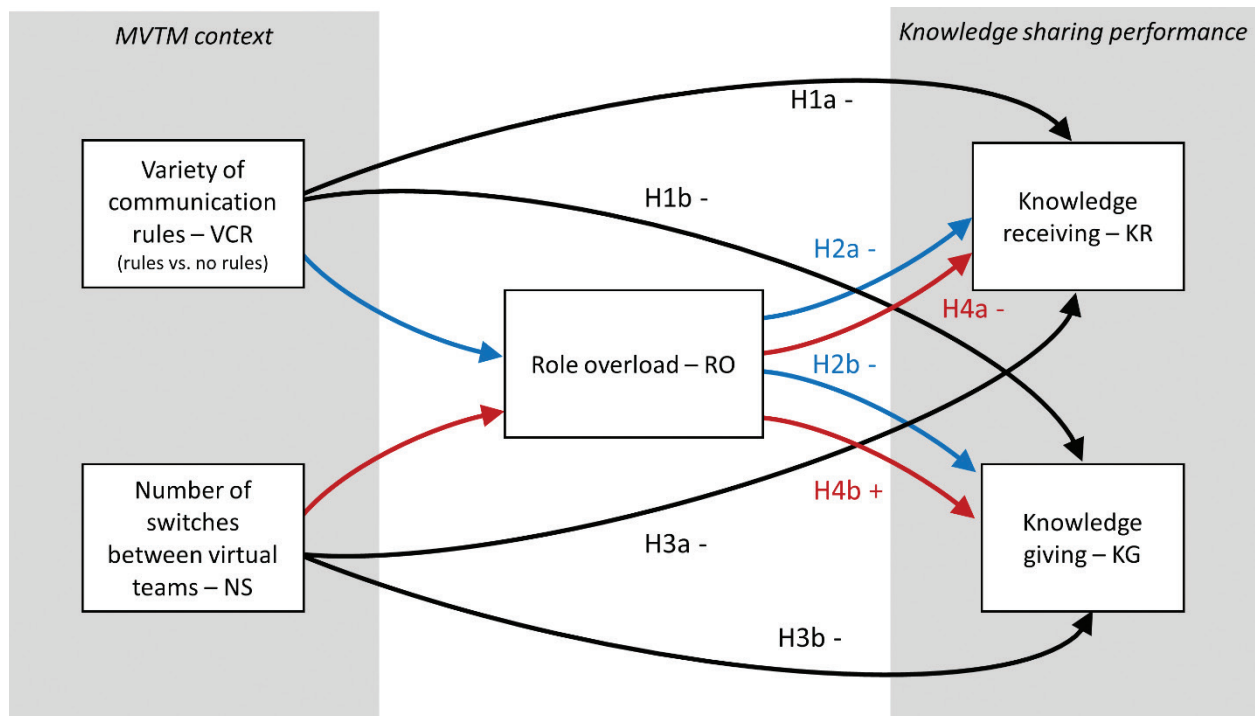 MVTM context
Knowledge sharing performance
H1a -
Variety of
communication
rules – VCR
(rules vs. no rules)
H1b -
Knowledge
receiving – KR
H2a -
H4a -
Role overload – RO
H2b -
Number of
switches
between virtual
teams – NS
H4b +
H3a -
Knowledge
giving – KG
H3b -